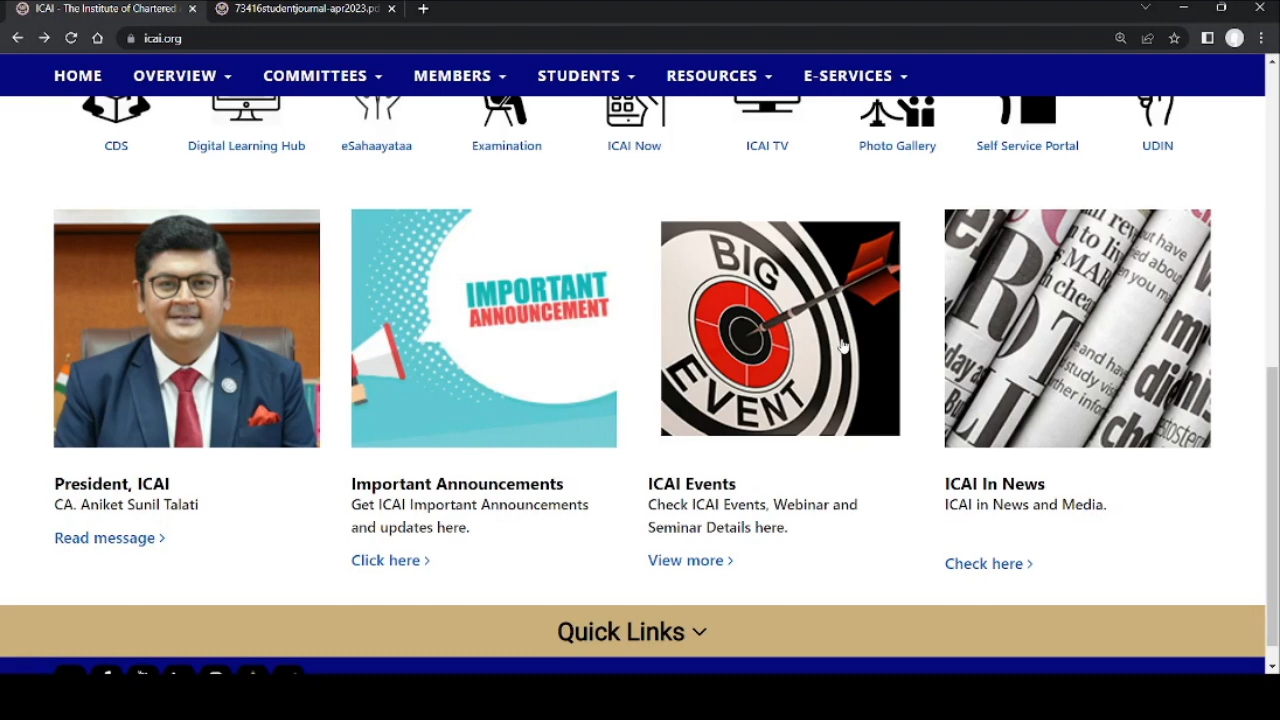 ICAI - The Institute of Chartered
73416studentjournal-apr2023.pd
icai.org
HOME OVERVIEW COMMITTEES MEMBERS STUDENTS RESOURCES E-SERVICES
CDS Digital Learning Hub eSahaayataa Examination ICAI Now ICAI TV Photo Gallery Self Service Portal UDIN
IMPORTANT
ANNOUNCEMENT
BIG
EVENT
President, ICAI
CA. Aniket Sunil Talati
Read message >
Important Announcements
Get ICAI Important Announcements
and updates here.
Click here >
ICAI Events
Check ICAI Events, Webinar and
Seminar Details here.
View more >
ICAI In News
ICAI in News and Media.
Check here >
Quick Links